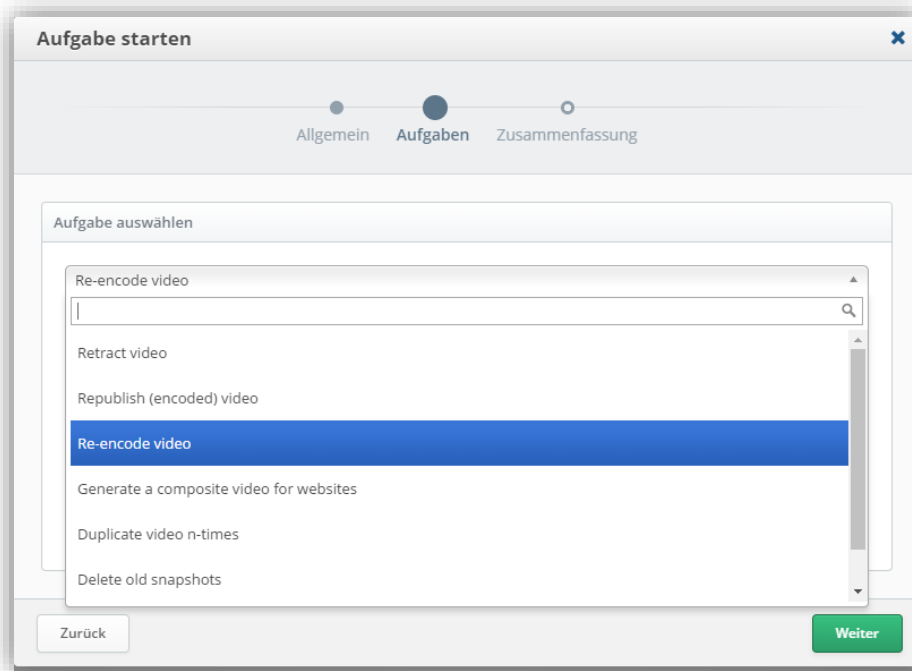 Aufgabe starten
Allgemein Aufgaben Zusammenfassung
Aufgabe auswählen
Re-encode video
Retract video
Republish (encoded) video
Re-encode video
Generate a composite video for websites
Duplicate video n-times
Delete old snapshots
Zurück Weiter